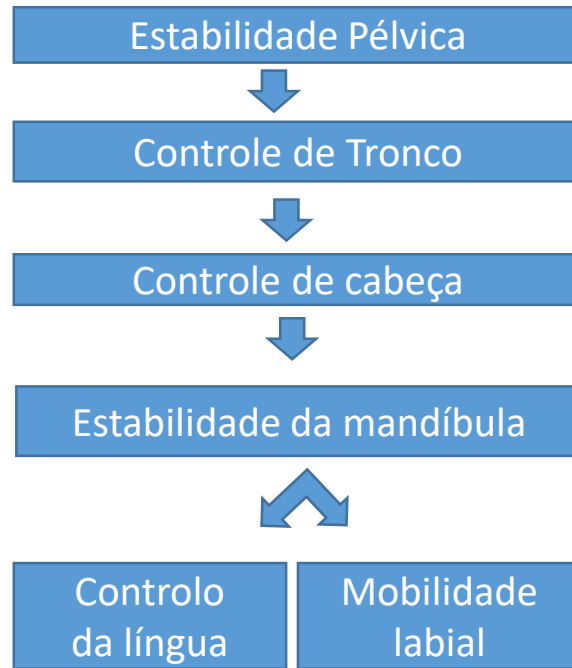 Estabilidade Pélvica
Controle de Tronco
Controle de cabeça
Estabilidade da mandíbula
Controlo
da língua
Mobilidade
labial